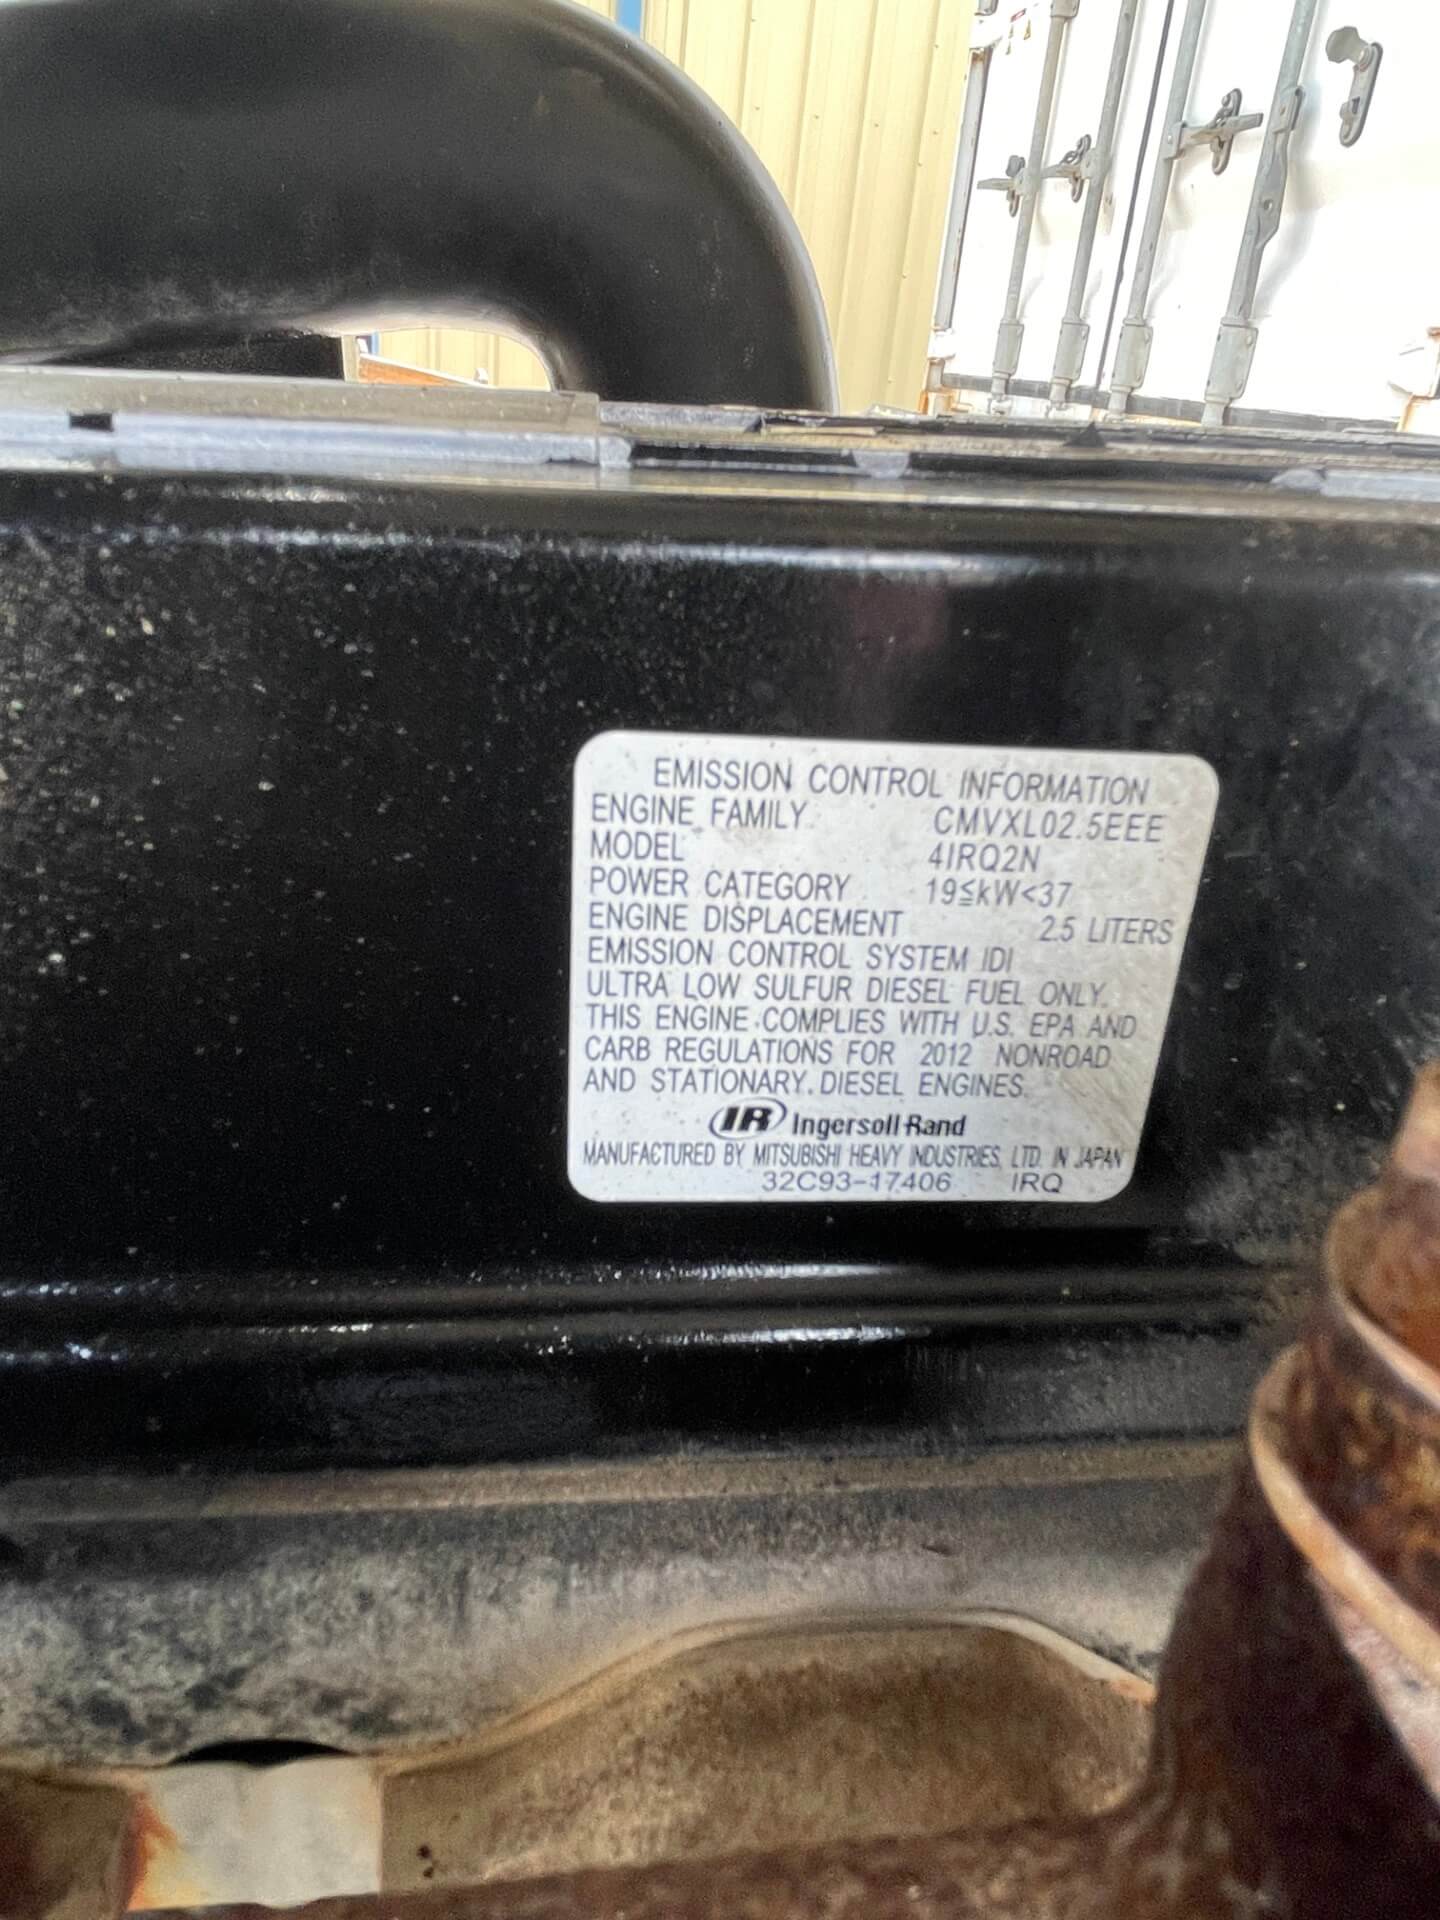 EMISSION CONTROL INFORMATION
ENGINE FAMILY CMVXL02.5EEE
MODEL 4IRQ2N
POWER CATEGORY 19≦kW<37
ENGINE DISPLACEMENT 2.5 LITERS
EMISSION CONTROL SYSTEM IDI
ULTRA LOW SULFUR DIESEL FUEL ONLY.
THIS ENGINE COMPLIES WITH U.S. EPA AND
CARB REGULATIONS FOR 2012 NONROAD
AND STATIONARY DIESEL ENGINES.
IR Ingersoll-Rand
MANUFACTURED BY MITSUBISHI HEAVY INDUSTRIES, LTD. IN JAPAN
32C93-17406 IRQ